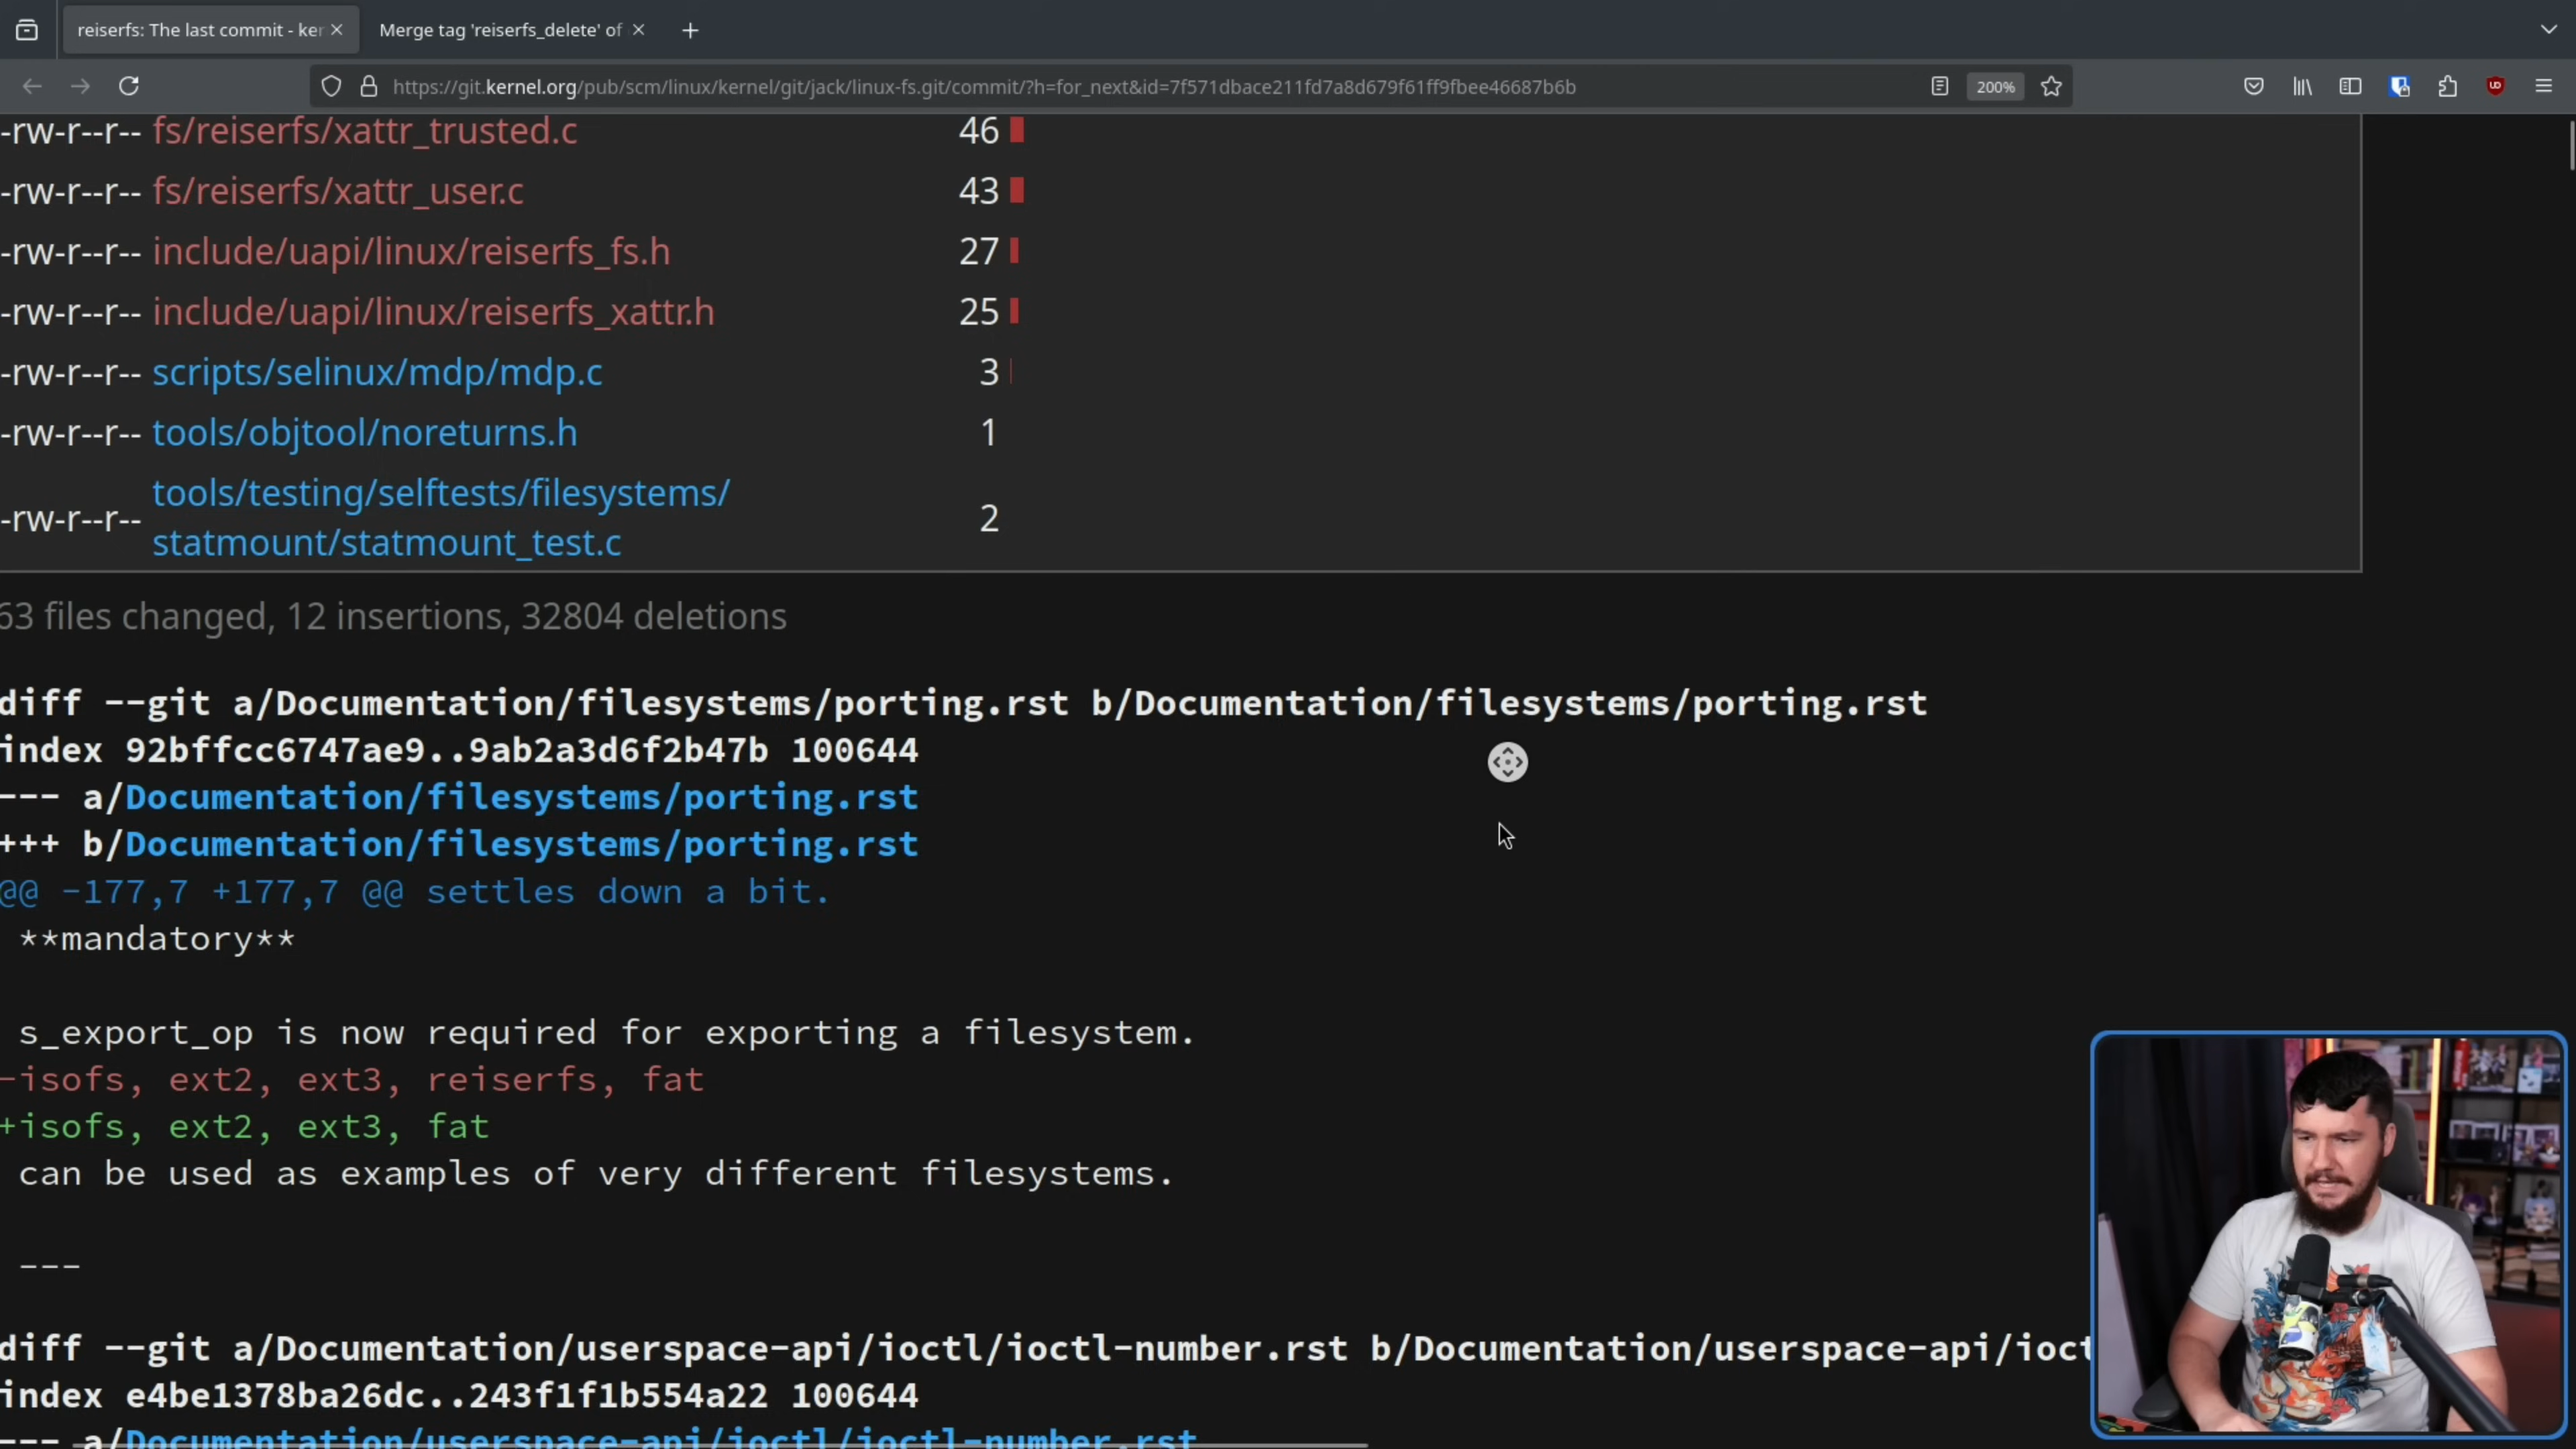 reiserfs: The last commit - ker
Merge tag 'reiserfs_delete' of
https://git.kernel.org/pub/scm/linux/kernel/git/jack/linux-fs.git/commit/?h=for_next&id=7f571dbace211fd7a8d679f61ff9fbee46687b6b
200%
-rw-r--r-- fs/reiserfs/xattr_trusted.c 46
-rw-r--r-- fs/reiserfs/xattr_user.c 43
-rw-r--r-- include/uapi/linux/reiserfs_fs.h 27
-rw-r--r-- include/uapi/linux/reiserfs_xattr.h 25
-rw-r--r-- scripts/selinux/mdp/mdp.c 3
-rw-r--r-- tools/objtool/noreturns.h 1
-rw-r--r-- tools/testing/selftests/filesystems/
statmount/statmount_test.c 2
63 files changed, 12 insertions, 32804 deletions
diff --git a/Documentation/filesystems/porting.rst b/Documentation/filesystems/porting.rst
index 92bffcc6747ae9..9ab2a3d6f2b47b 100644
--- a/Documentation/filesystems/porting.rst
+++ b/Documentation/filesystems/porting.rst
@@ -177,7 +177,7 @@ settles down a bit.
**mandatory**
s_export_op is now required for exporting a filesystem.
-isofs, ext2, ext3, reiserfs, fat
+isofs, ext2, ext3, fat
can be used as examples of very different filesystems.
---
diff --git a/Documentation/userspace-api/ioctl/ioctl-number.rst b/Documentation/userspace-api/ioct
index e4be1378ba26dc..243f1f1b554a22 100644
--- a/Documentation/userspace-api/ioctl/ioctl-number.rst